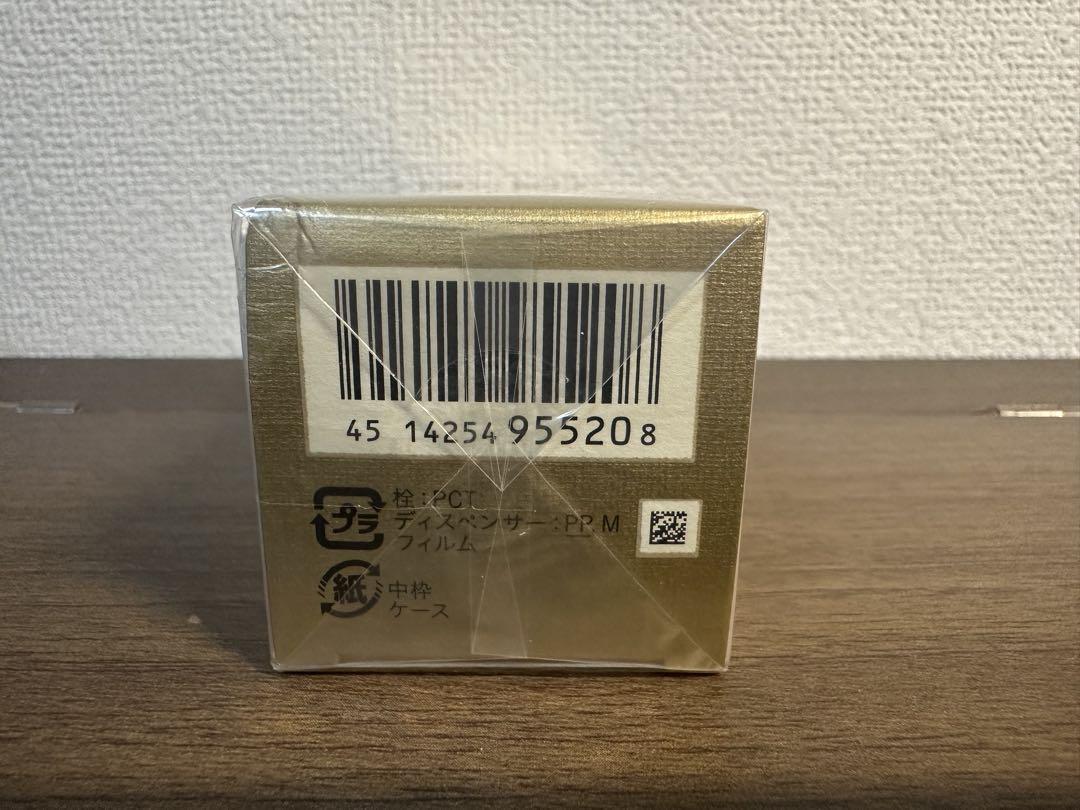 45 14254 95520 8
プラ
栓:PCT
ディスペンサー:PP, M
フィルム
紙
中枠
ケース